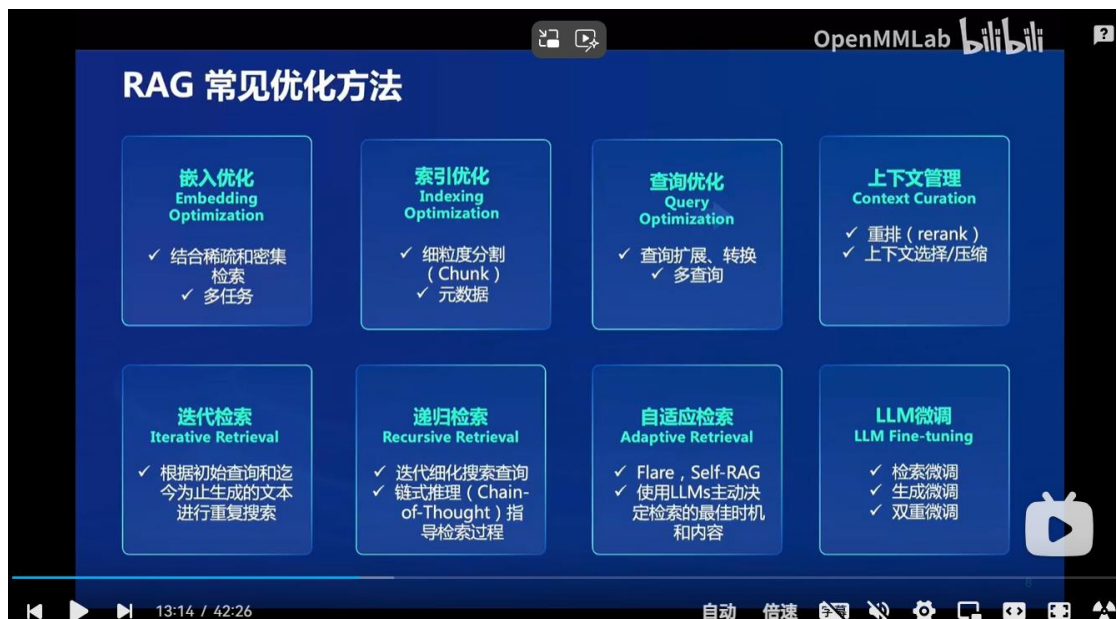 OpenMMLab bilibili
RAG 常见优化方法
嵌入优化
Embedding
Optimization
✓ 结合稀疏和密集
检索
✓ 多任务
索引优化
Indexing
Optimization
✓ 细粒度分割
（Chunk）
✓ 元数据
查询优化
Query
Optimization
✓ 查询扩展、转换
✓ 多查询
上下文管理
Context Curation
✓ 重排（rerank）
✓ 上下文选择/压缩
迭代检索
Iterative Retrieval
✓ 根据初始查询和迄
今为止生成的文本
进行重复搜索
递归检索
Recursive Retrieval
✓ 迭代细化搜索查询
✓ 链式推理（Chain-
of-Thought）指
导检索过程
自适应检索
Adaptive Retrieval
✓ Flare，Self-RAG
✓ 使用LLMs主动决
定检索的最佳时机
和内容
LLM微调
LLM Fine-tuning
✓ 检索微调
✓ 生成微调
✓ 双重微调
8
13:14 / 42:26
自动 倍速 字幕